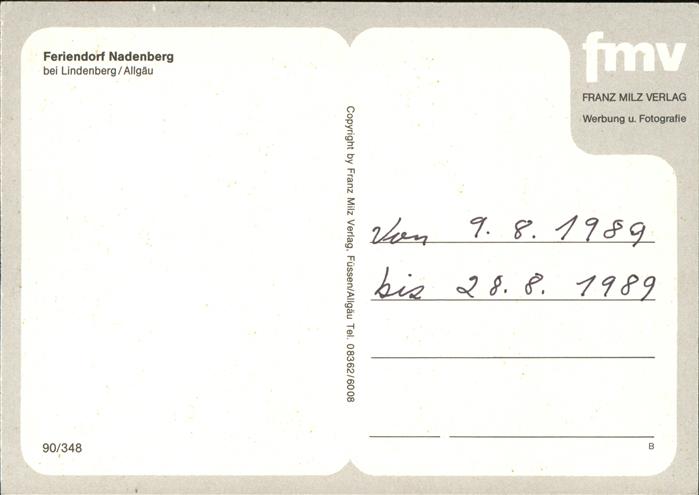 Feriendorf Nadenberg
bei Lindenberg/Allgäu
fmv
FRANZ MILZ VERLAG
Werbung u. Fotografie
Copyright by Franz Milz Verlag, Füssen/Allgäu Tel. 08362/6008
von 9. 8. 1989
bis 28. 8. 1989
90/348
B